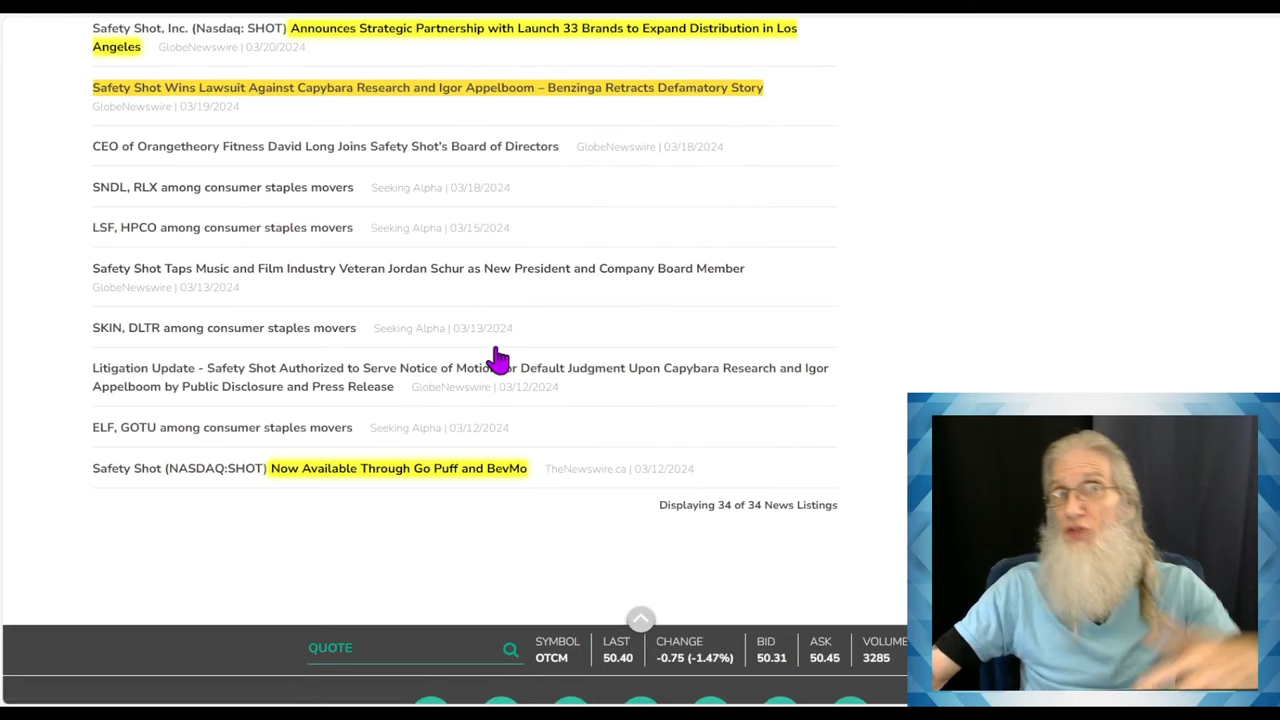 Safety Shot, Inc. (Nasdaq: SHOT) Announces Strategic Partnership with Launch 33 Brands to Expand Distribution in Los
Angeles GlobeNewswire | 03/20/2024
Safety Shot Wins Lawsuit Against Capybara Research and Igor Appelboom – Benzinga Retracts Defamatory Story
GlobeNewswire | 03/19/2024
CEO of Orangetheory Fitness David Long Joins Safety Shot's Board of Directors GlobeNewswire | 03/18/2024
SNDL, RLX among consumer staples movers Seeking Alpha | 03/18/2024
LSF, HPCO among consumer staples movers Seeking Alpha | 03/15/2024
Safety Shot Taps Music and Film Industry Veteran Jordan Schur as New President and Company Board Member
GlobeNewswire | 03/13/2024
SKIN, DLTR among consumer staples movers Seeking Alpha | 03/13/2024
Litigation Update - Safety Shot Authorized to Serve Notice of Motion for Default Judgment Upon Capybara Research and Igor
Appelboom by Public Disclosure and Press Release GlobeNewswire | 03/12/2024
ELF, GOTU among consumer staples movers Seeking Alpha | 03/12/2024
Safety Shot (NASDAQ:SHOT) Now Available Through Go Puff and BevMo TheNewswire.ca | 03/12/2024
Displaying 34 of 34 News Listings
QUOTE SYMBOL LAST CHANGE BID ASK VOLUME
OTCM 50.40 -0.75 (-1.47%) 50.31 50.45 3285